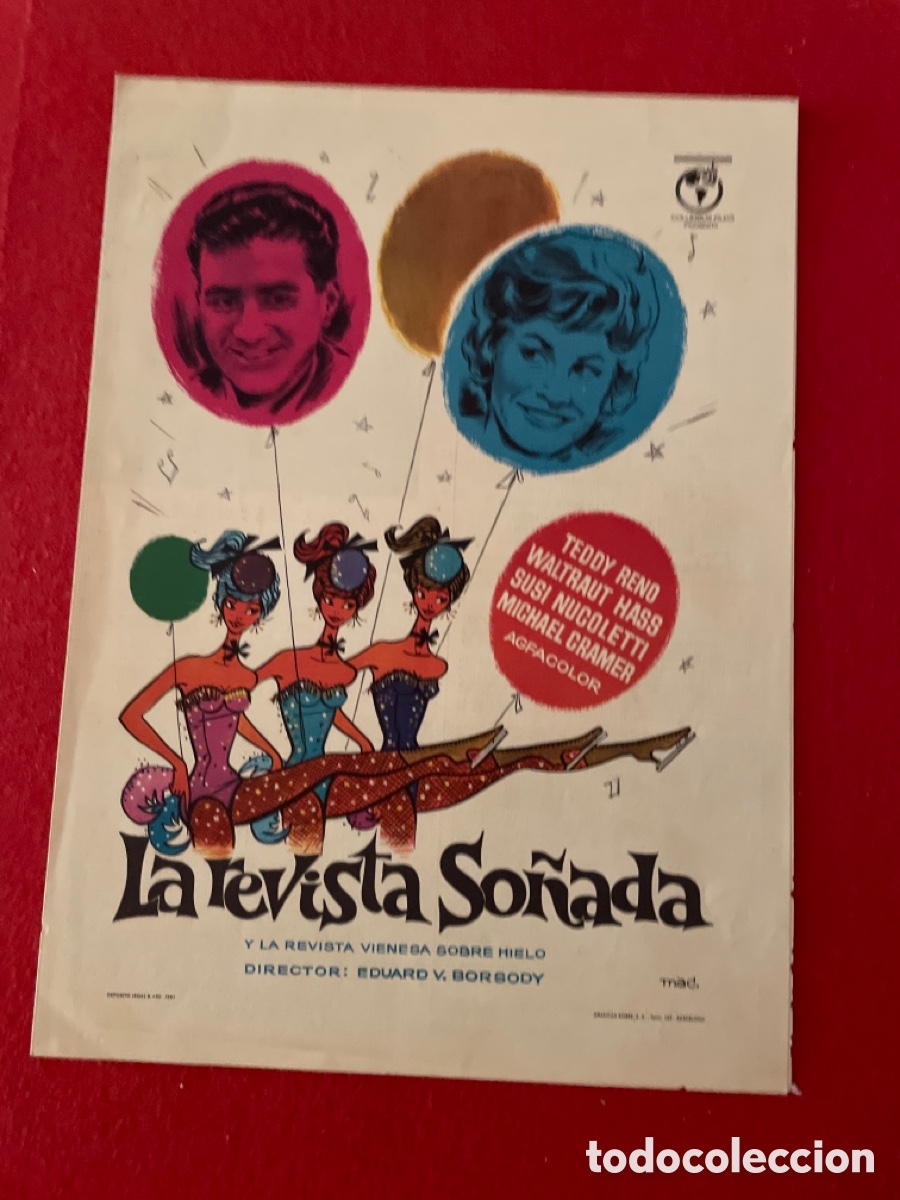 TEDDY RENO
WALTRAUT HASS
SUSI NUCOLETTI
MICHAEL CRAMER
AGFACOLOR
La revista Soñada
Y LA REVISTA VIENESA SOBRE HIELO
DIRECTOR: EDUARD V. BORSODY
mac.
todocoleccion